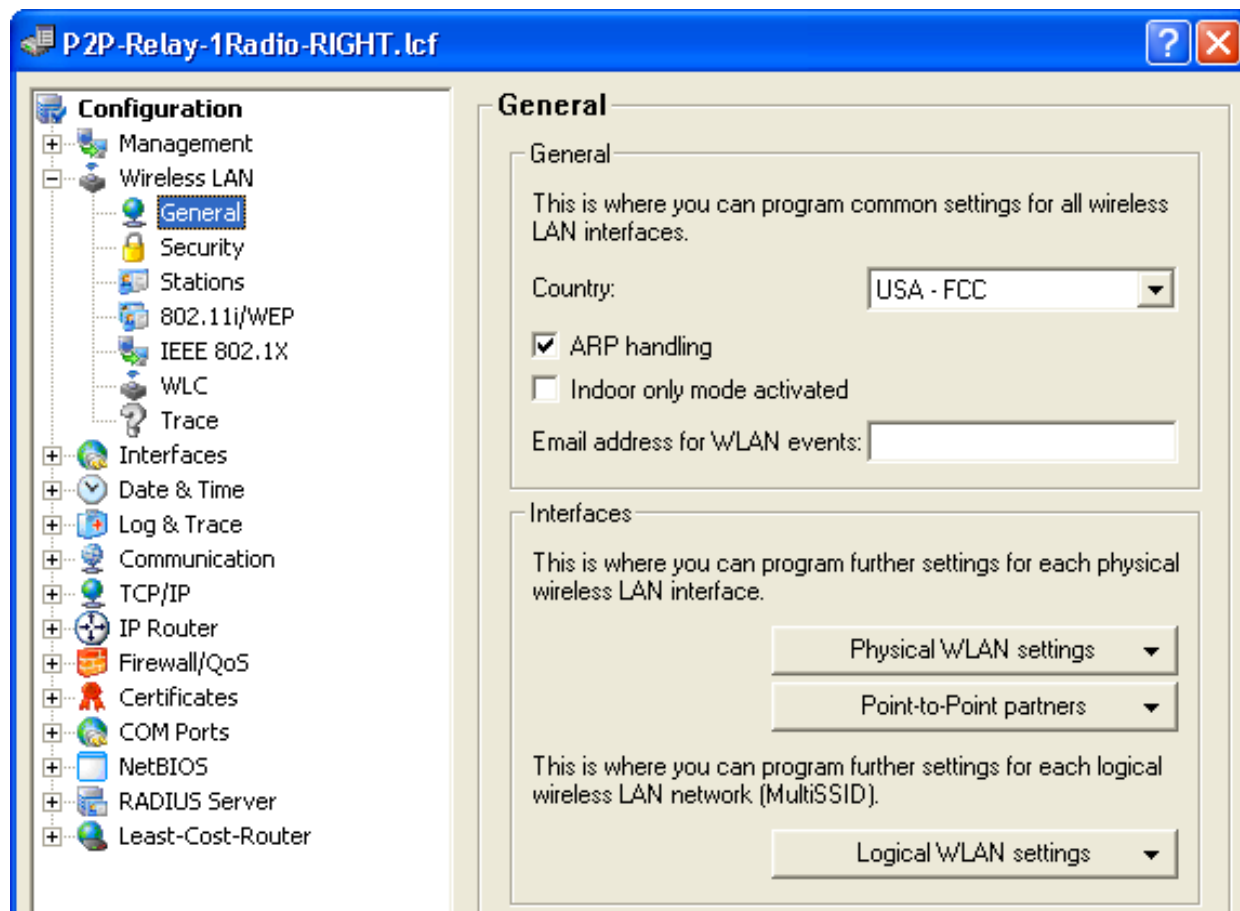 P2P-Relay-1Radio-RIGHT.lcf
Configuration
Management
Wireless LAN
General
Security
Stations
802.11i/WEP
IEEE 802.1X
WLC
Trace
Interfaces
Date & Time
Log & Trace
Communication
TCP/IP
IP Router
Firewall/QoS
Certificates
COM Ports
NetBIOS
RADIUS Server
Least-Cost-Router
General
General
This is where you can program common settings for all wireless
LAN interfaces.
Country:
USA - FCC
ARP handling
Indoor only mode activated
Email address for WLAN events:
Interfaces
This is where you can program further settings for each physical
wireless LAN interface.
Physical WLAN settings
Point-to-Point partners
This is where you can program further settings for each logical
wireless LAN network (MultiSSID).
Logical WLAN settings